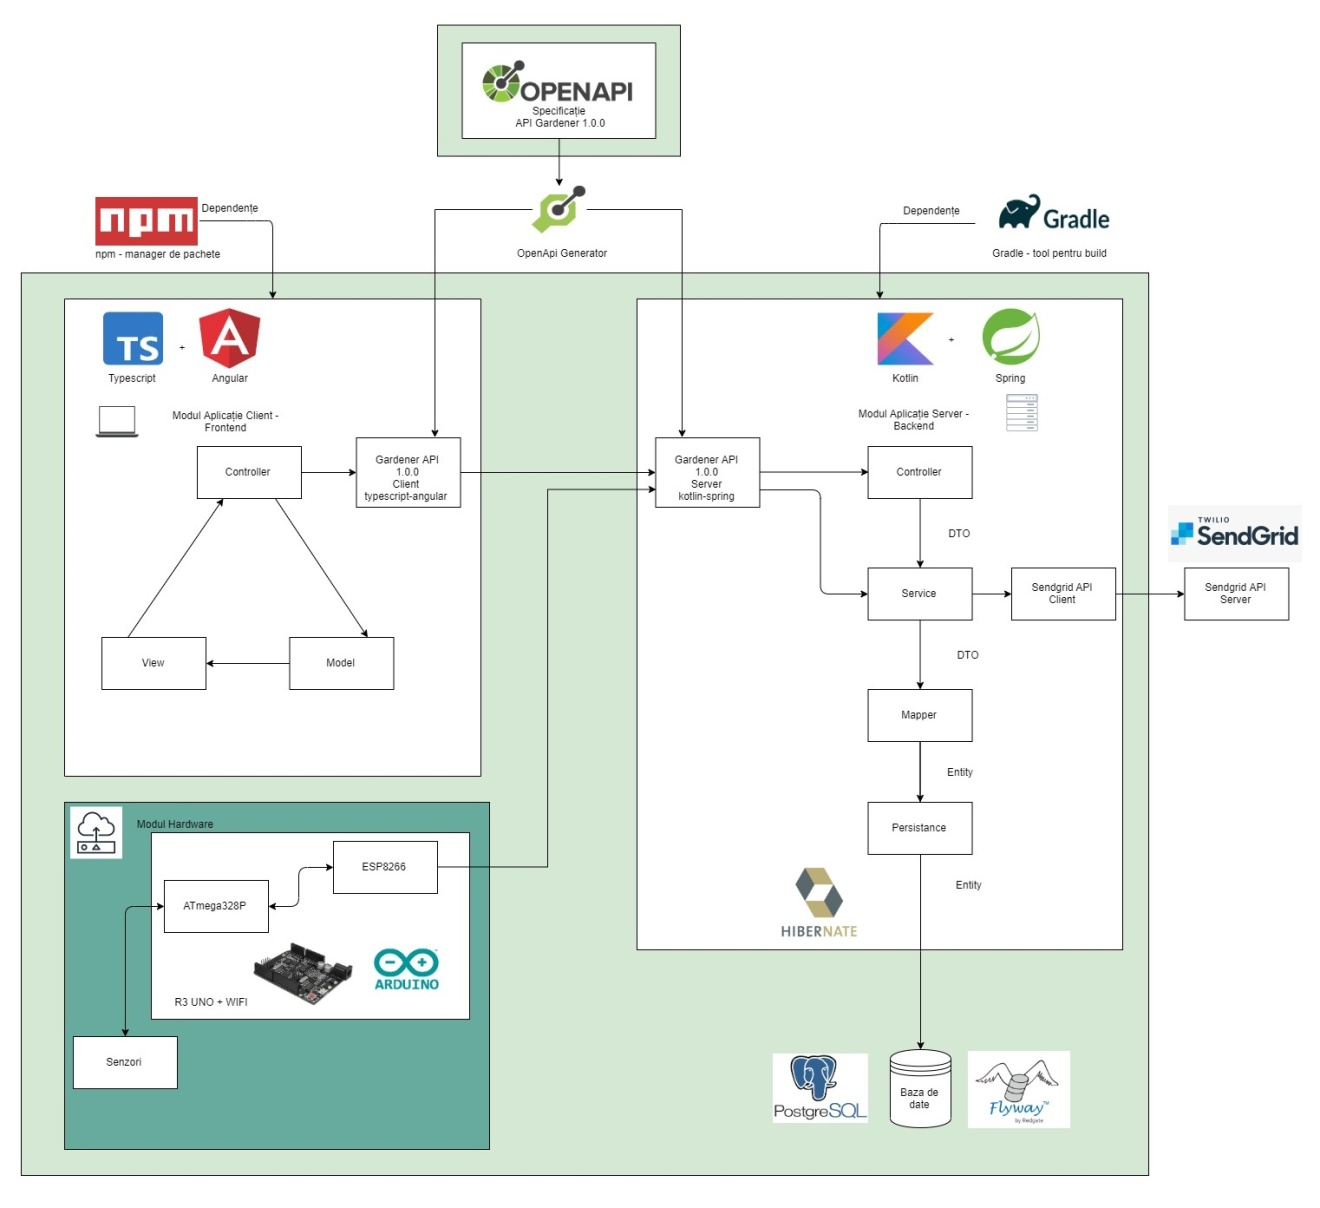 OPENAPI
Specificație
API Gardener 1.0.0
npm
Dependențe
npm - manager de pachete
OpenApi Generator
Dependențe
Gradle
Gradle - tool pentru build
TS
Typescript
+
Angular
Modul Aplicație Client -
Frontend
Controller
Gardener API
1.0.0
Client
typescript-angular
View
Model
Kotlin
+
Spring
Modul Aplicație Server -
Backend
Gardener API
1.0.0
Server
kotlin-spring
Controller
DTO
Service
Sendgrid API
Client
TWILIO
SendGrid
Sendgrid API
Server
DTO
Mapper
Entity
Persistance
Entity
HIBERNATE
Modul Hardware
ESP8266
ATmega328P
ARDUINO
R3 UNO + WIFI
Senzori
PostgreSQL
Baza de
date
Flyway™
by Redgate